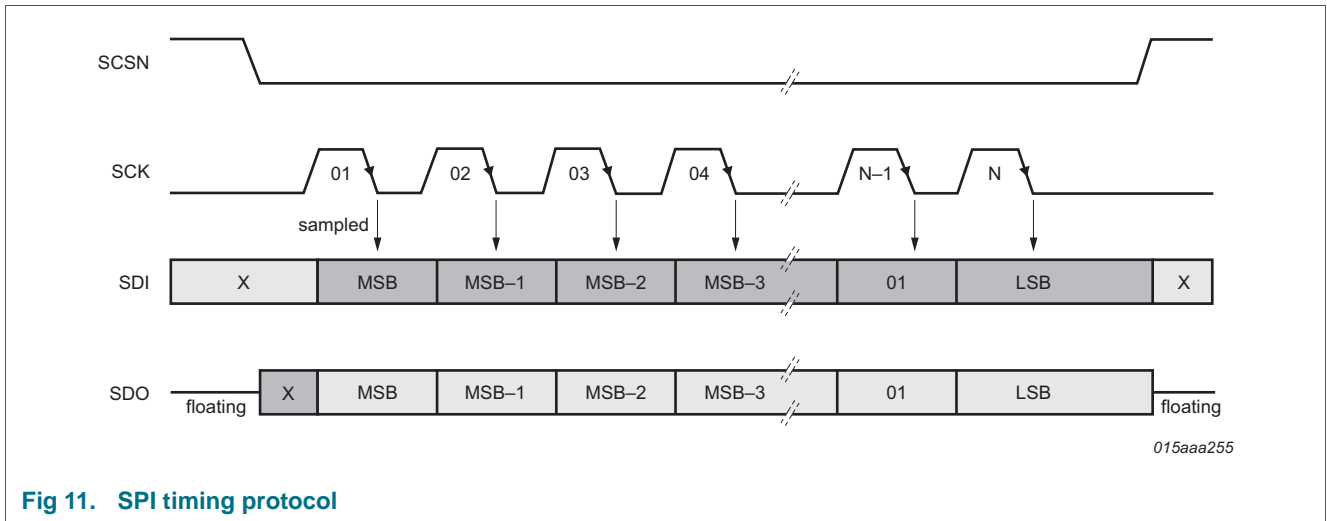 SCSN
SCK
01 02 03 04 N–1 N
sampled
SDI
X MSB MSB–1 MSB–2 MSB–3 01 LSB X
SDO
floating X MSB MSB–1 MSB–2 MSB–3 01 LSB floating
015aaa255
Fig 11. SPI timing protocol